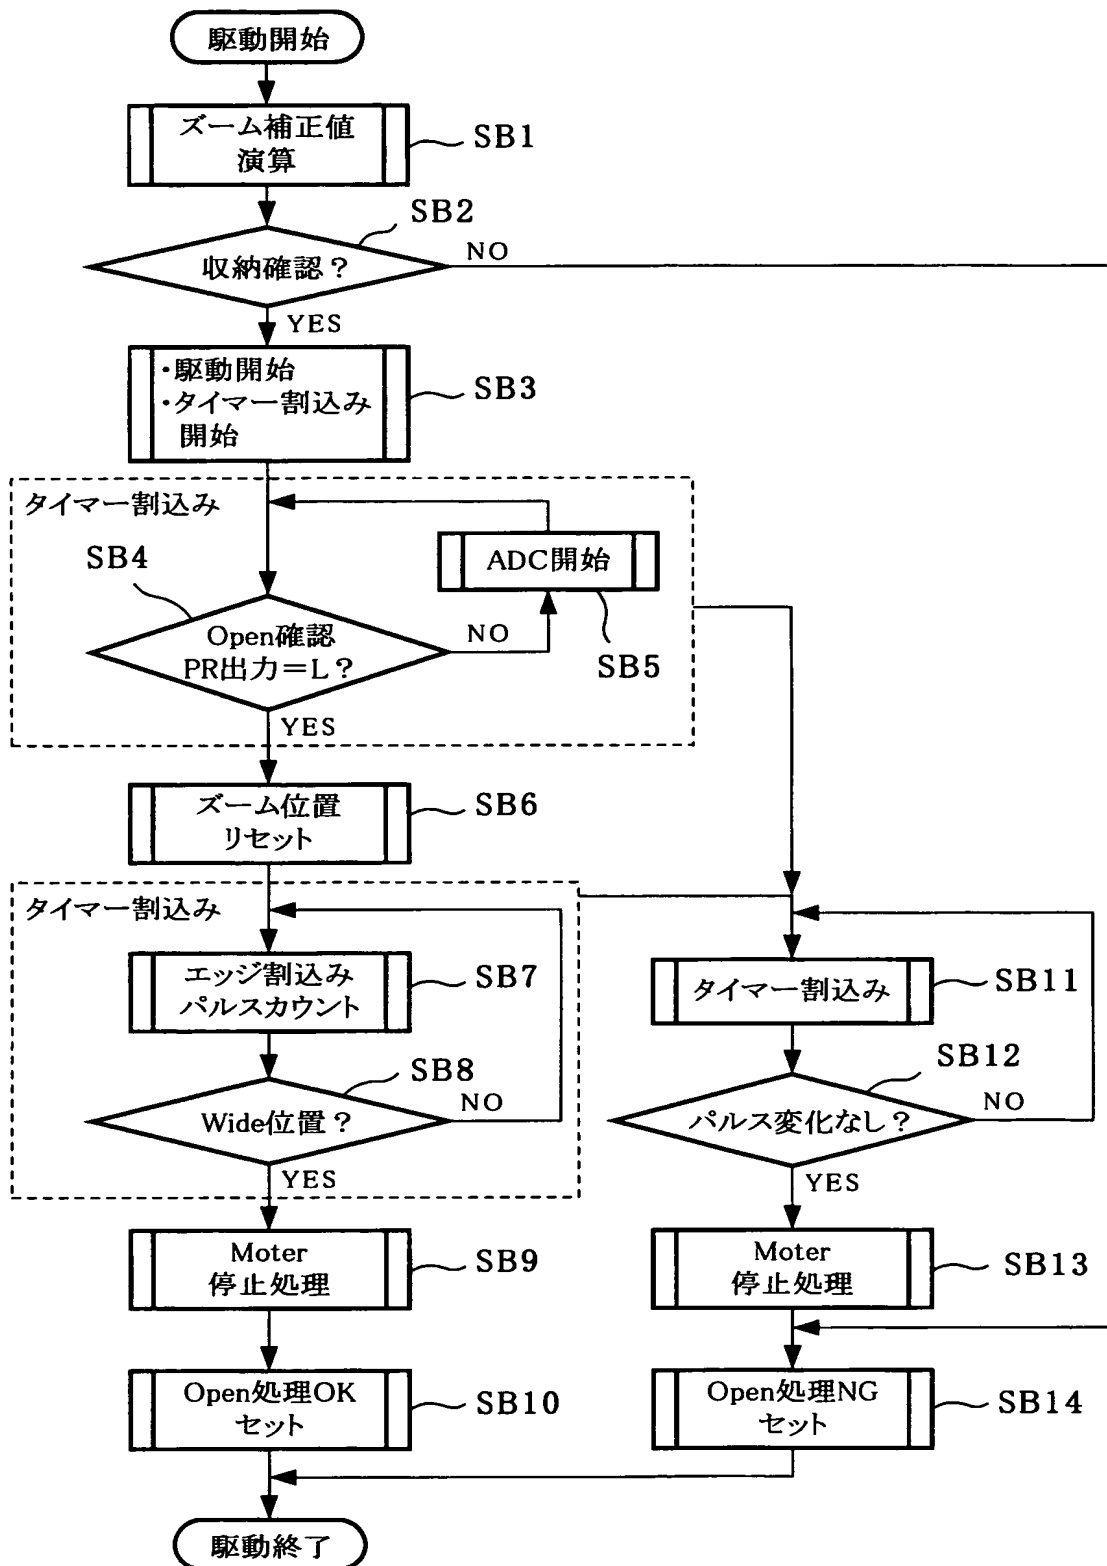 駆動開始
ズーム補正値
演算
SB1
SB2
収納確認？
NO
YES
・駆動開始
・タイマー割込み
開始
SB3
タイマー割込み
SB4
ADC開始
Open確認
PR出力＝L？
NO
SB5
YES
ズーム位置
リセット
SB6
タイマー割込み
エッジ割込み
パルスカウント
SB7
タイマー割込み
SB11
SB8
Wide位置？
NO
SB12
パルス変化なし？
NO
YES
YES
Moter
停止処理
SB9
Moter
停止処理
SB13
Open処理OK
セット
SB10
Open処理NG
セット
SB14
駆動終了